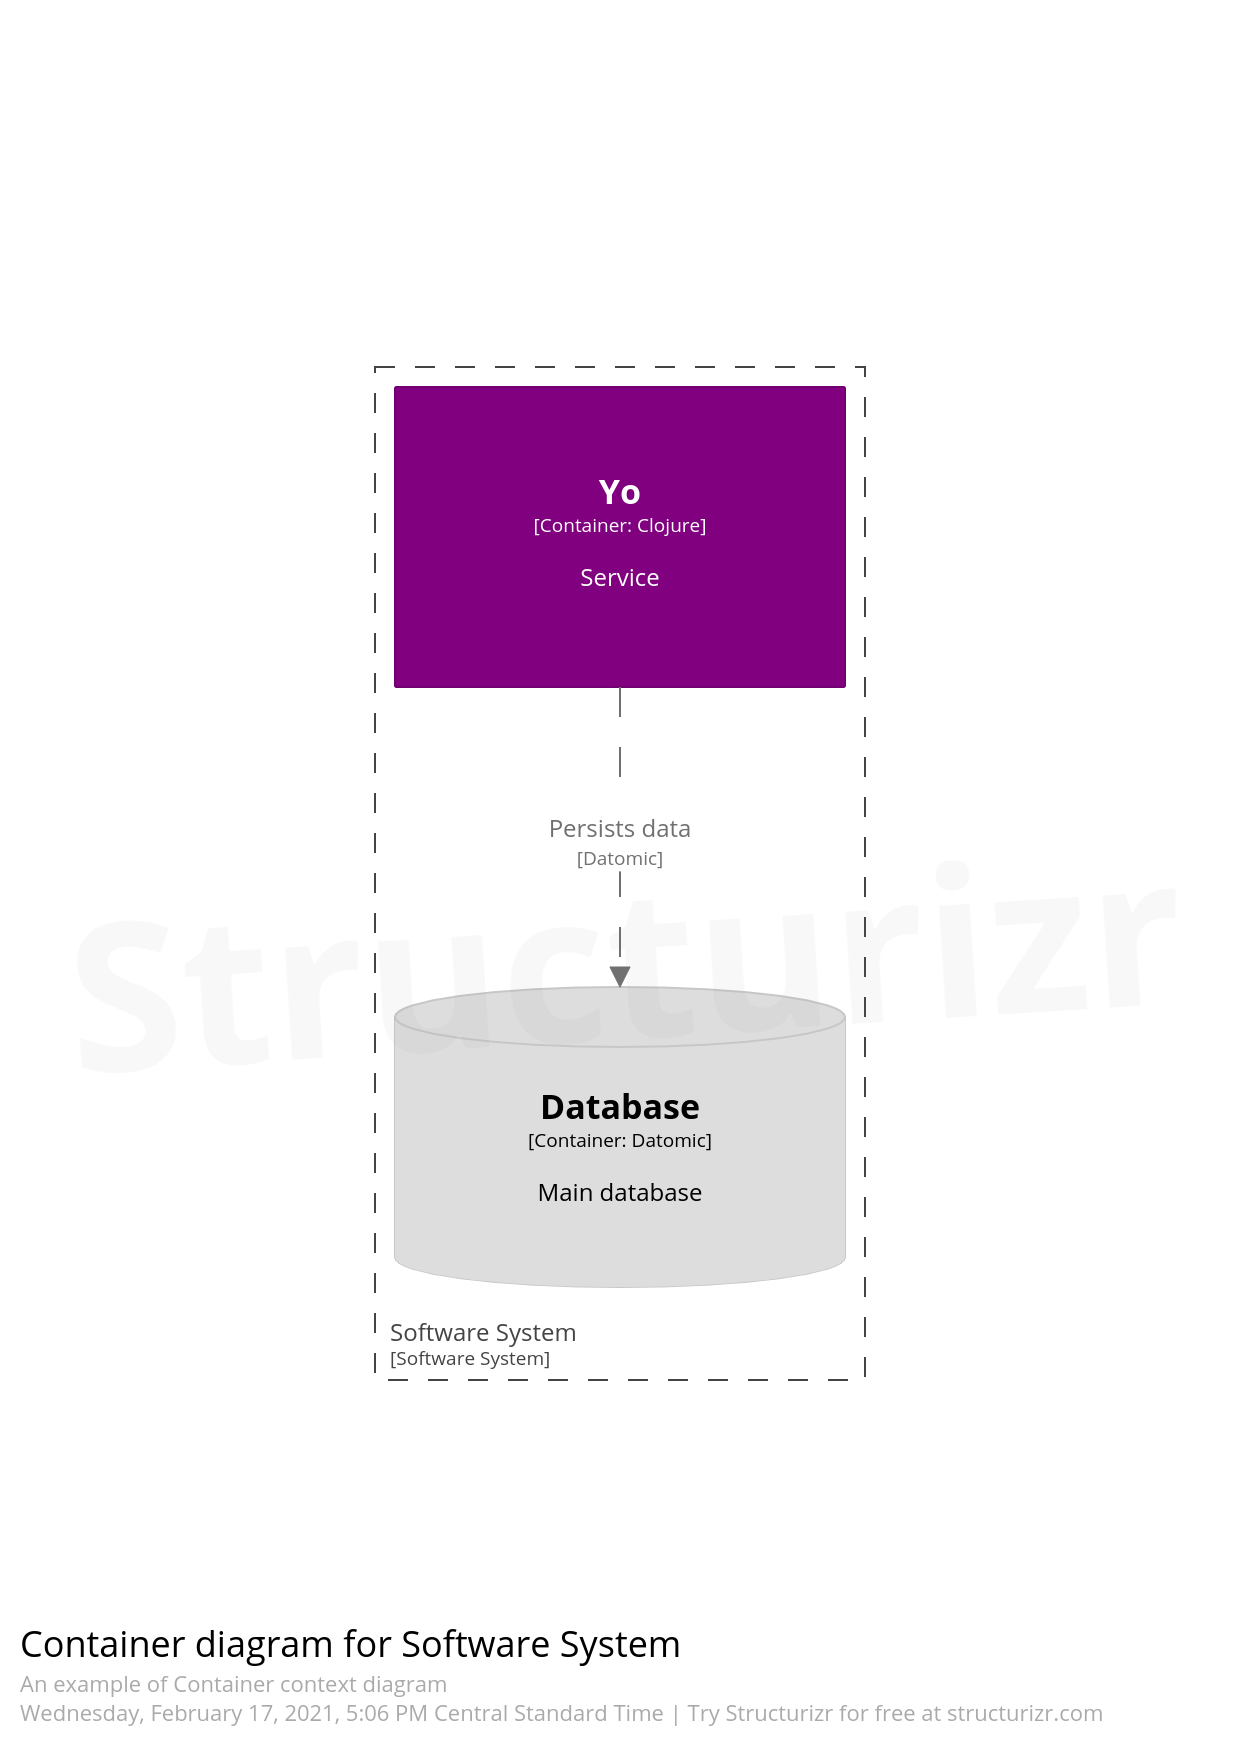 Yo
[Container: Clojure]
Service
Persists data
[Datomic]
Structurizr
Database
[Container: Datomic]
Main database
Software System
[Software System]
Container diagram for Software System
An example of Container context diagram
Wednesday, February 17, 2021, 5:06 PM Central Standard Time | Try Structurizr for free at structurizr.com